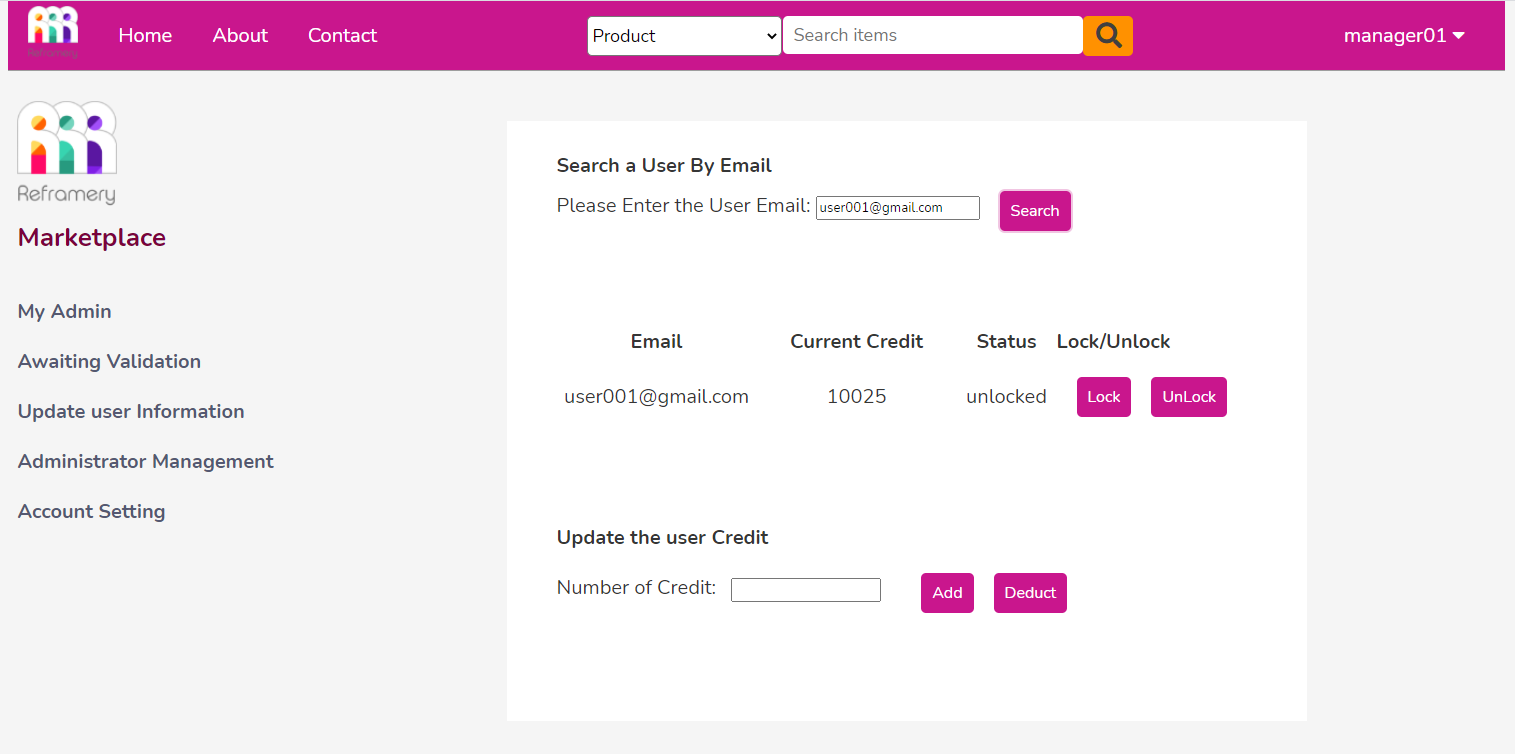 Home About Contact Product Search items manager01
Reframery
Reframery
Marketplace
My Admin
Awaiting Validation
Update user Information
Administrator Management
Account Setting
Search a User By Email
Please Enter the User Email: user001@gmail.com Search
Email Current Credit Status Lock/Unlock
user001@gmail.com 10025 unlocked Lock UnLock
Update the user Credit
Number of Credit: Add Deduct